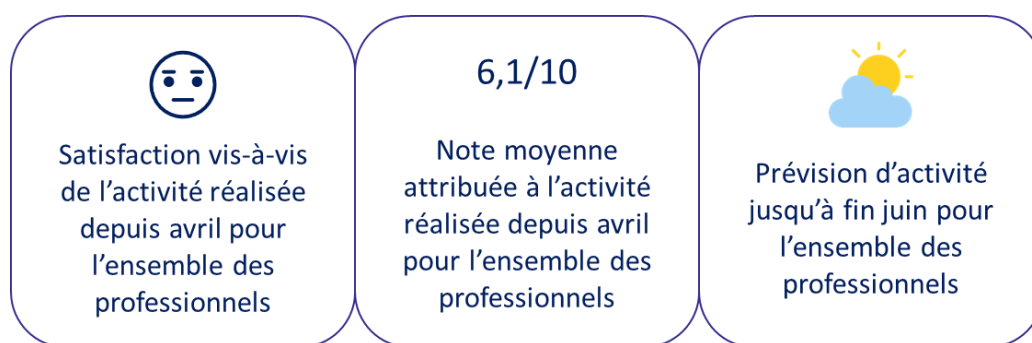 Satisfaction vis-à-vis
de l'activité réalisée
depuis avril pour
l'ensemble des
professionnels
6,1/10
Note moyenne
attribuée à l'activité
réalisée depuis avril
pour l'ensemble des
professionnels
Prévision d'activité
jusqu'à fin juin pour
l'ensemble des
professionnels